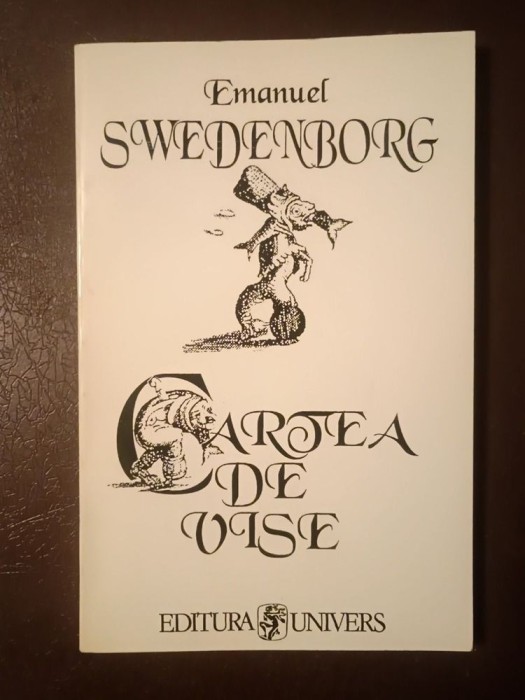 Emanuel
SWEDENBORG
CARTEA
DE
VISE
EDITURA UNIVERS